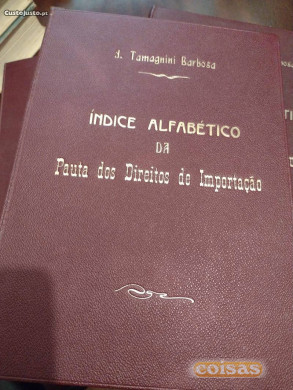 CustoJusto.pt
J. Tamagnini Barbosa
ÍNDICE ALFABÉTICO
DA
Pauta dos Direitos de Importação
coisas